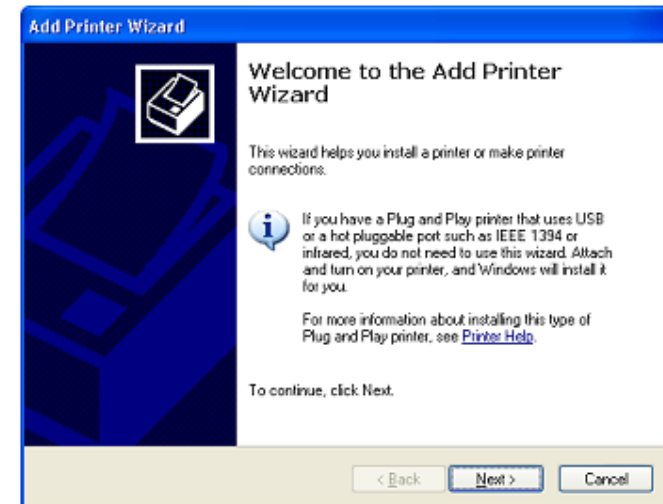 Add Printer Wizard
Welcome to the Add Printer
Wizard
This wizard helps you install a printer or make printer
connections.
If you have a Plug and Play printer that uses USB
or a hot pluggable port such as IEEE 1394 or
infrared, you do not need to use this wizard. Attach
and turn on your printer, and Windows will install it
for you.
For more information about installing this type of
Plug and Play printer, see Printer Help.
To continue, click Next.
< Back
Next >
Cancel